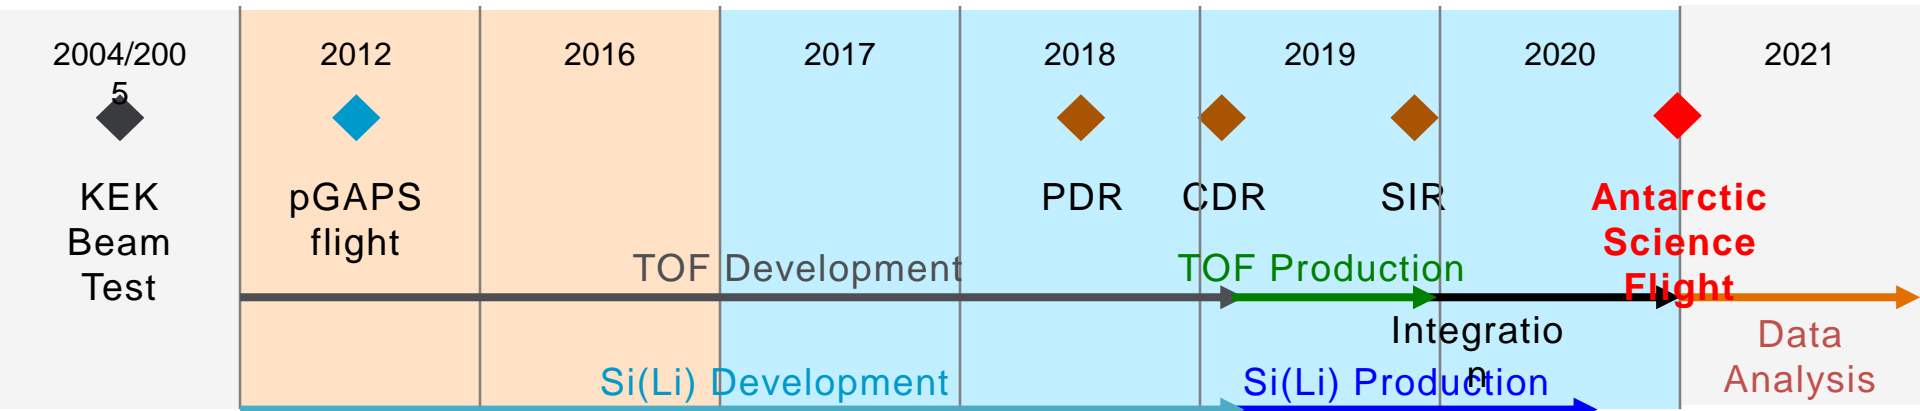 2004/200
5
2012
2016
2017
2018
2019
2020
2021
KEK
Beam
Test
pGAPS
flight
PDR
CDR
SIR
Antarctic
Science
Flight
TOF Development
TOF Production
Integratio
n
Data
Analysis
Si(Li) Development
Si(Li) Production